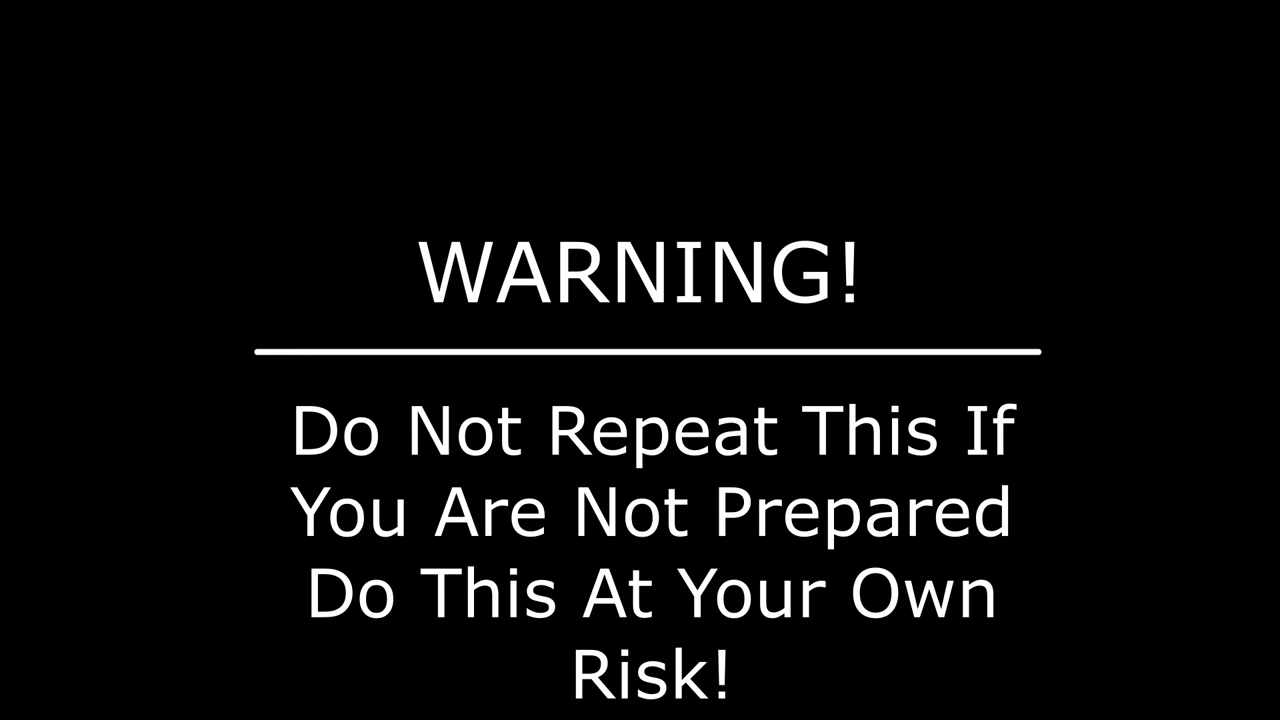 WARNING!
Do Not Repeat This If
You Are Not Prepared
Do This At Your Own
Risk!